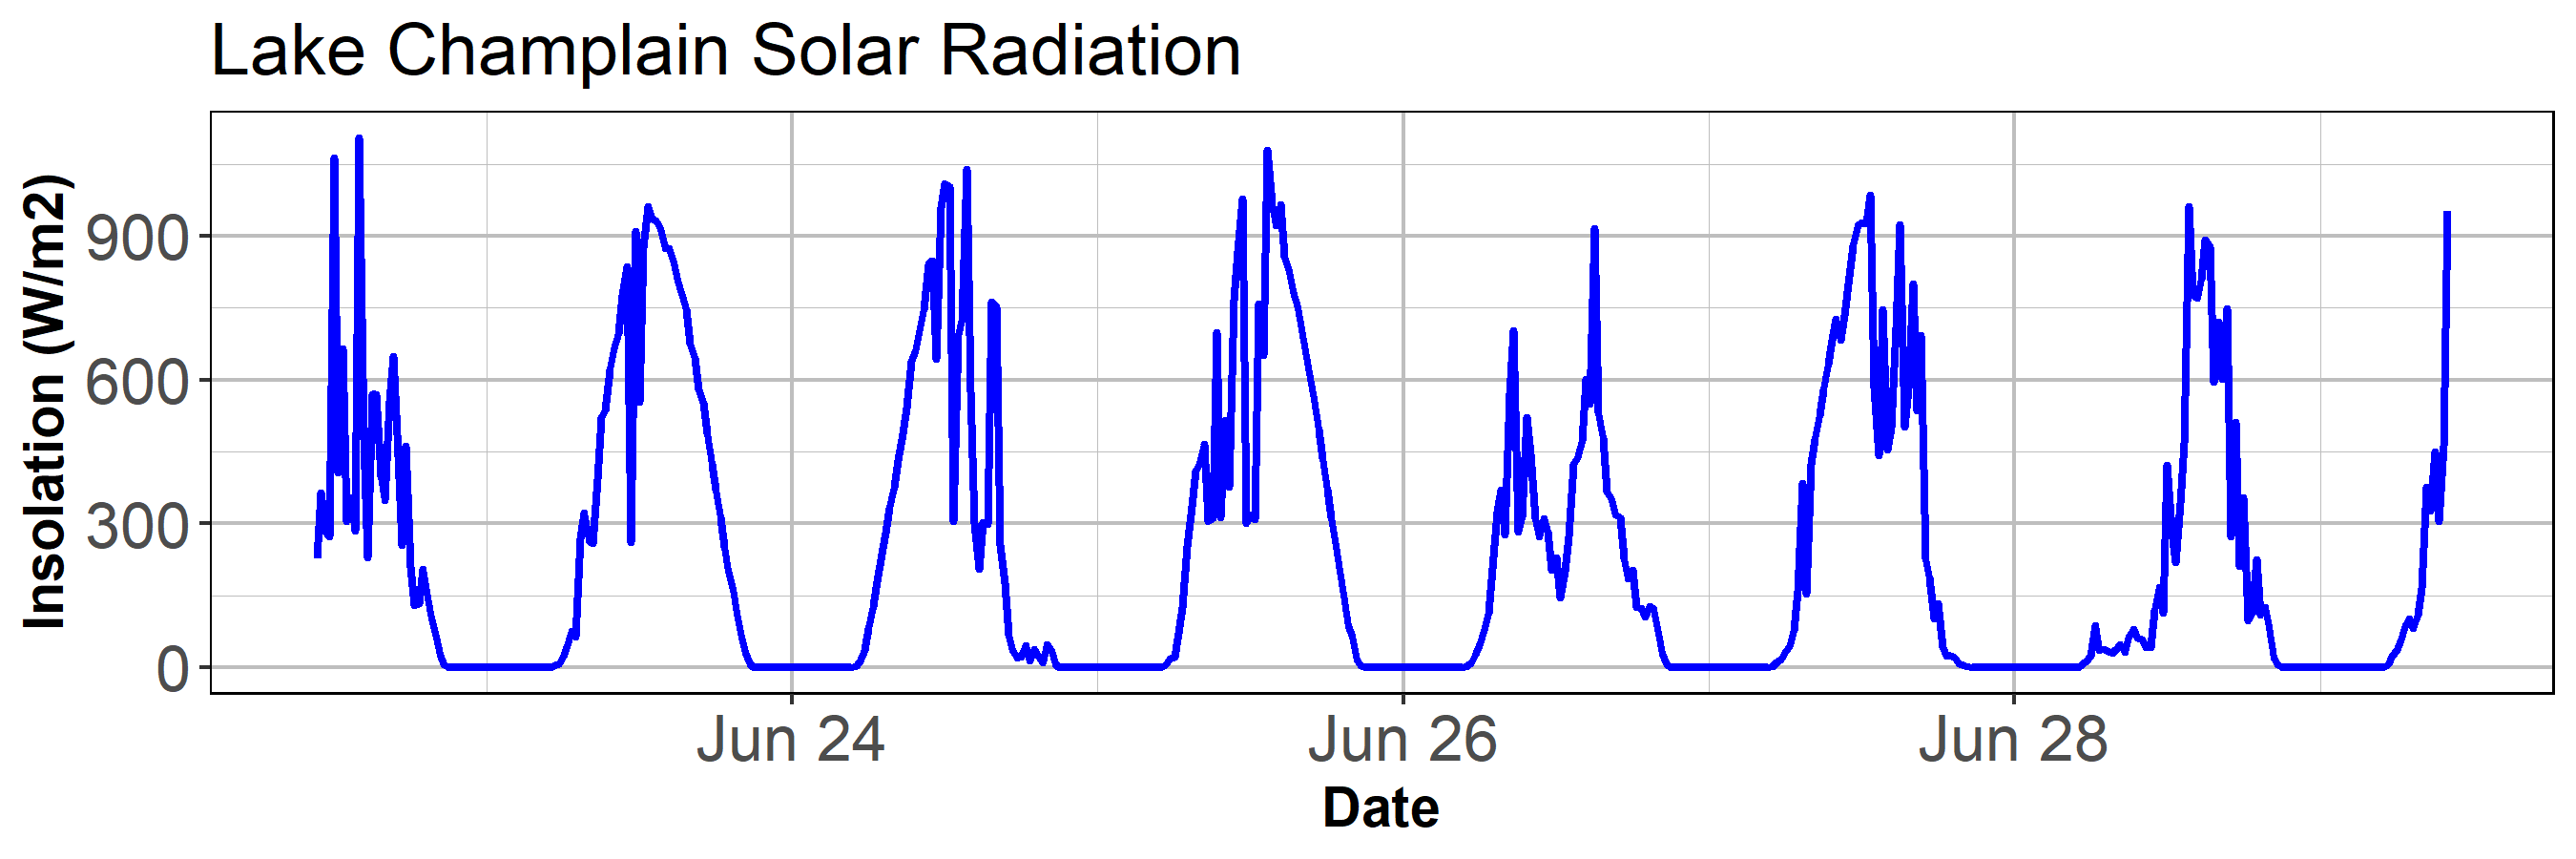 Lake Champlain Solar Radiation
Insolation (W/m2)
900
600
300
0
Jun 24 Jun 26 Jun 28
Date